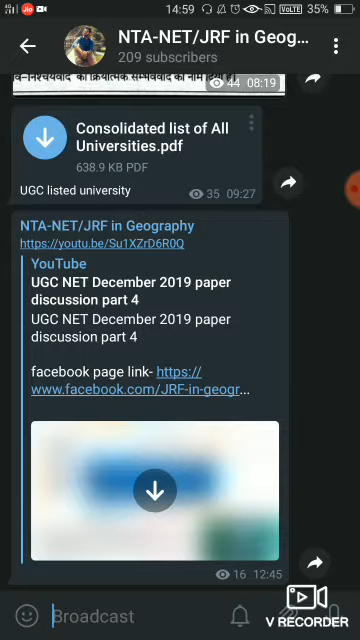 14:59
VoLTE
35%
NTA-NET/JRF in Geog...
209 subscribers
44 08:19
Consolidated list of All
Universities.pdf
638.9 KB PDF
UGC listed university
35 09:27
NTA-NET/JRF in Geography
https://youtu.be/Su1XZrD6R0Q
YouTube
UGC NET December 2019 paper
discussion part 4
UGC NET December 2019 paper
discussion part 4
facebook page link- https://
www.facebook.com/JRF-in-geogr...
16 12:45
Broadcast
V RECORDER